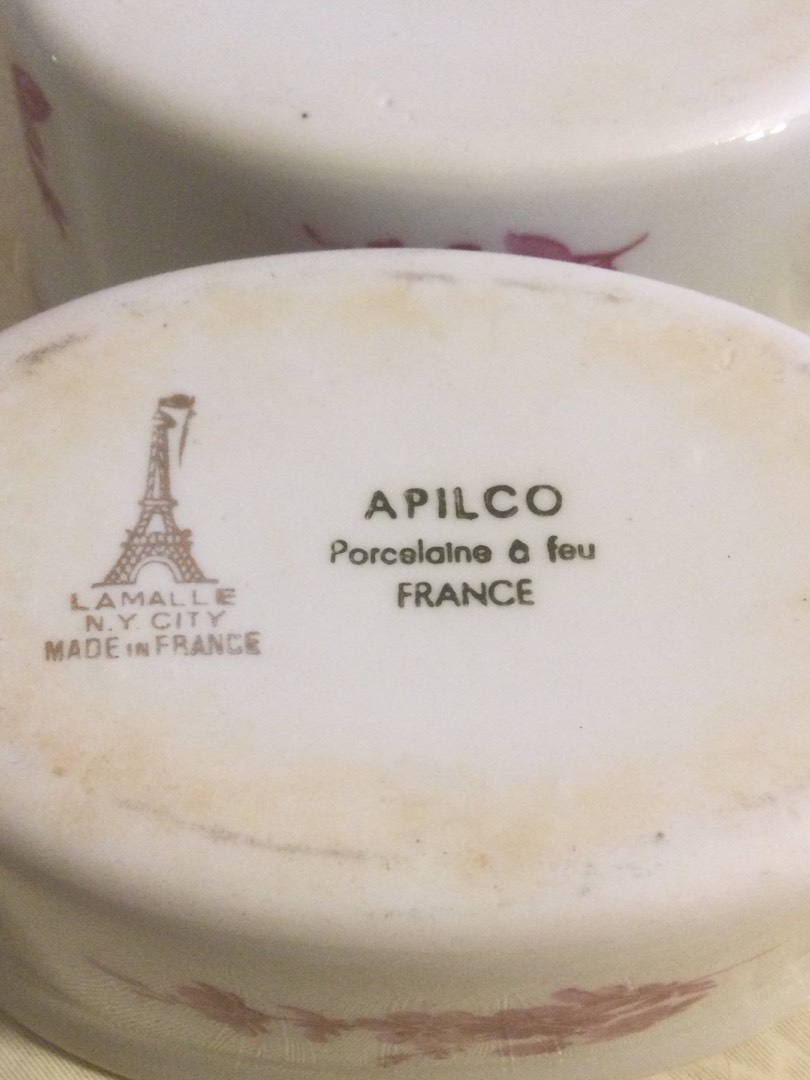 LAMALLE
N.Y. CITY
MADE IN FRANCE
APILCO
Porcelaine à feu
FRANCE